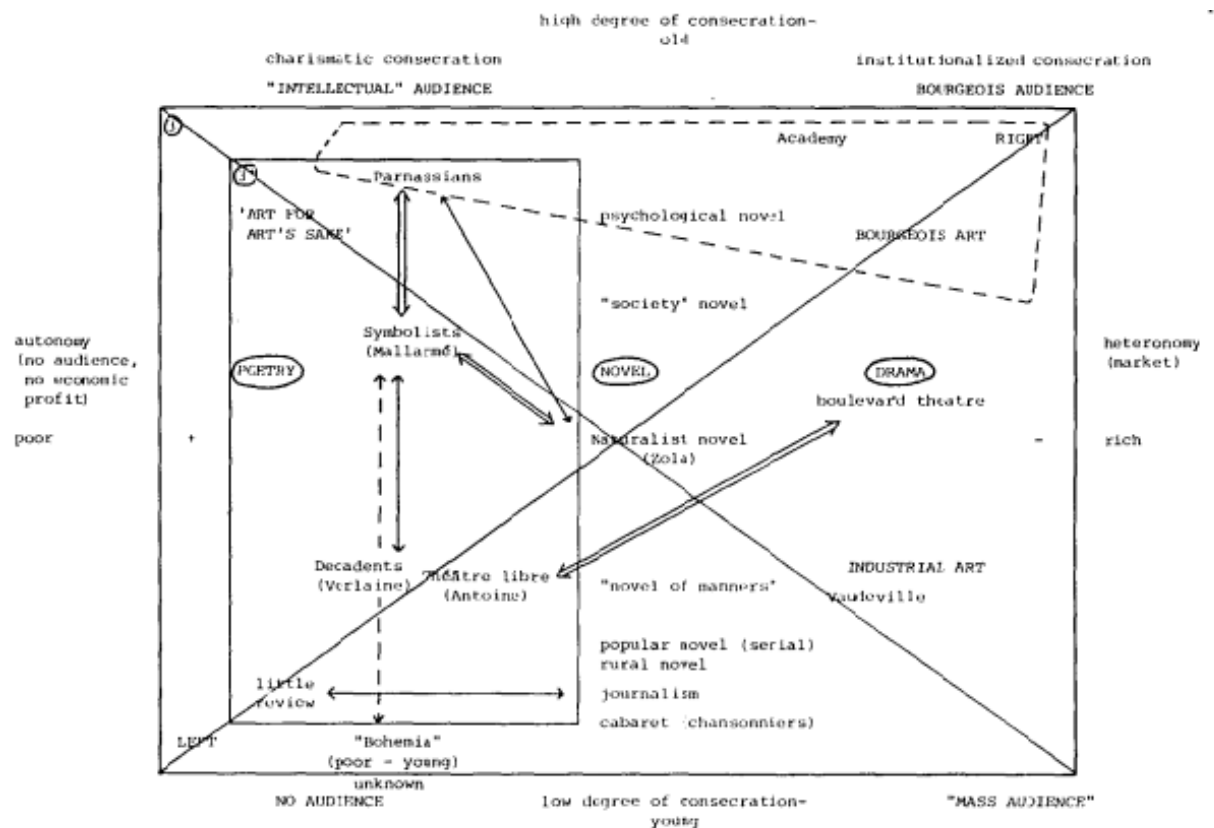 high degree of consecration-
old
charismatic consecration
institutionalized consecration
"INTELLECTUAL" AUDIENCE
BOURGEOIS AUDIENCE
Academy
RIGHT
Parnassians
'ART FOR
ART'S SAKE'
psychological novel
BOURGEOIS ART
"society" novel
autonomy
(no audience,
no economic
profit)
Symbolists
(Mallarmé)
heteronomy
(market)
POETRY
NOVEL
DRAMA
boulevard theatre
poor
+
Naturalist novel
(Zola)
-
rich
Decadents
(Verlaine)
Théâtre libre
(Antoine)
"novel of manners"
INDUSTRIAL ART
vaudeville
popular novel (serial)
rural novel
little
review
journalism
cabaret (chansonniers)
LEFT
"Bohemia"
(poor - young)
unknown
NO AUDIENCE
low degree of consecration-
young
"MASS AUDIENCE"